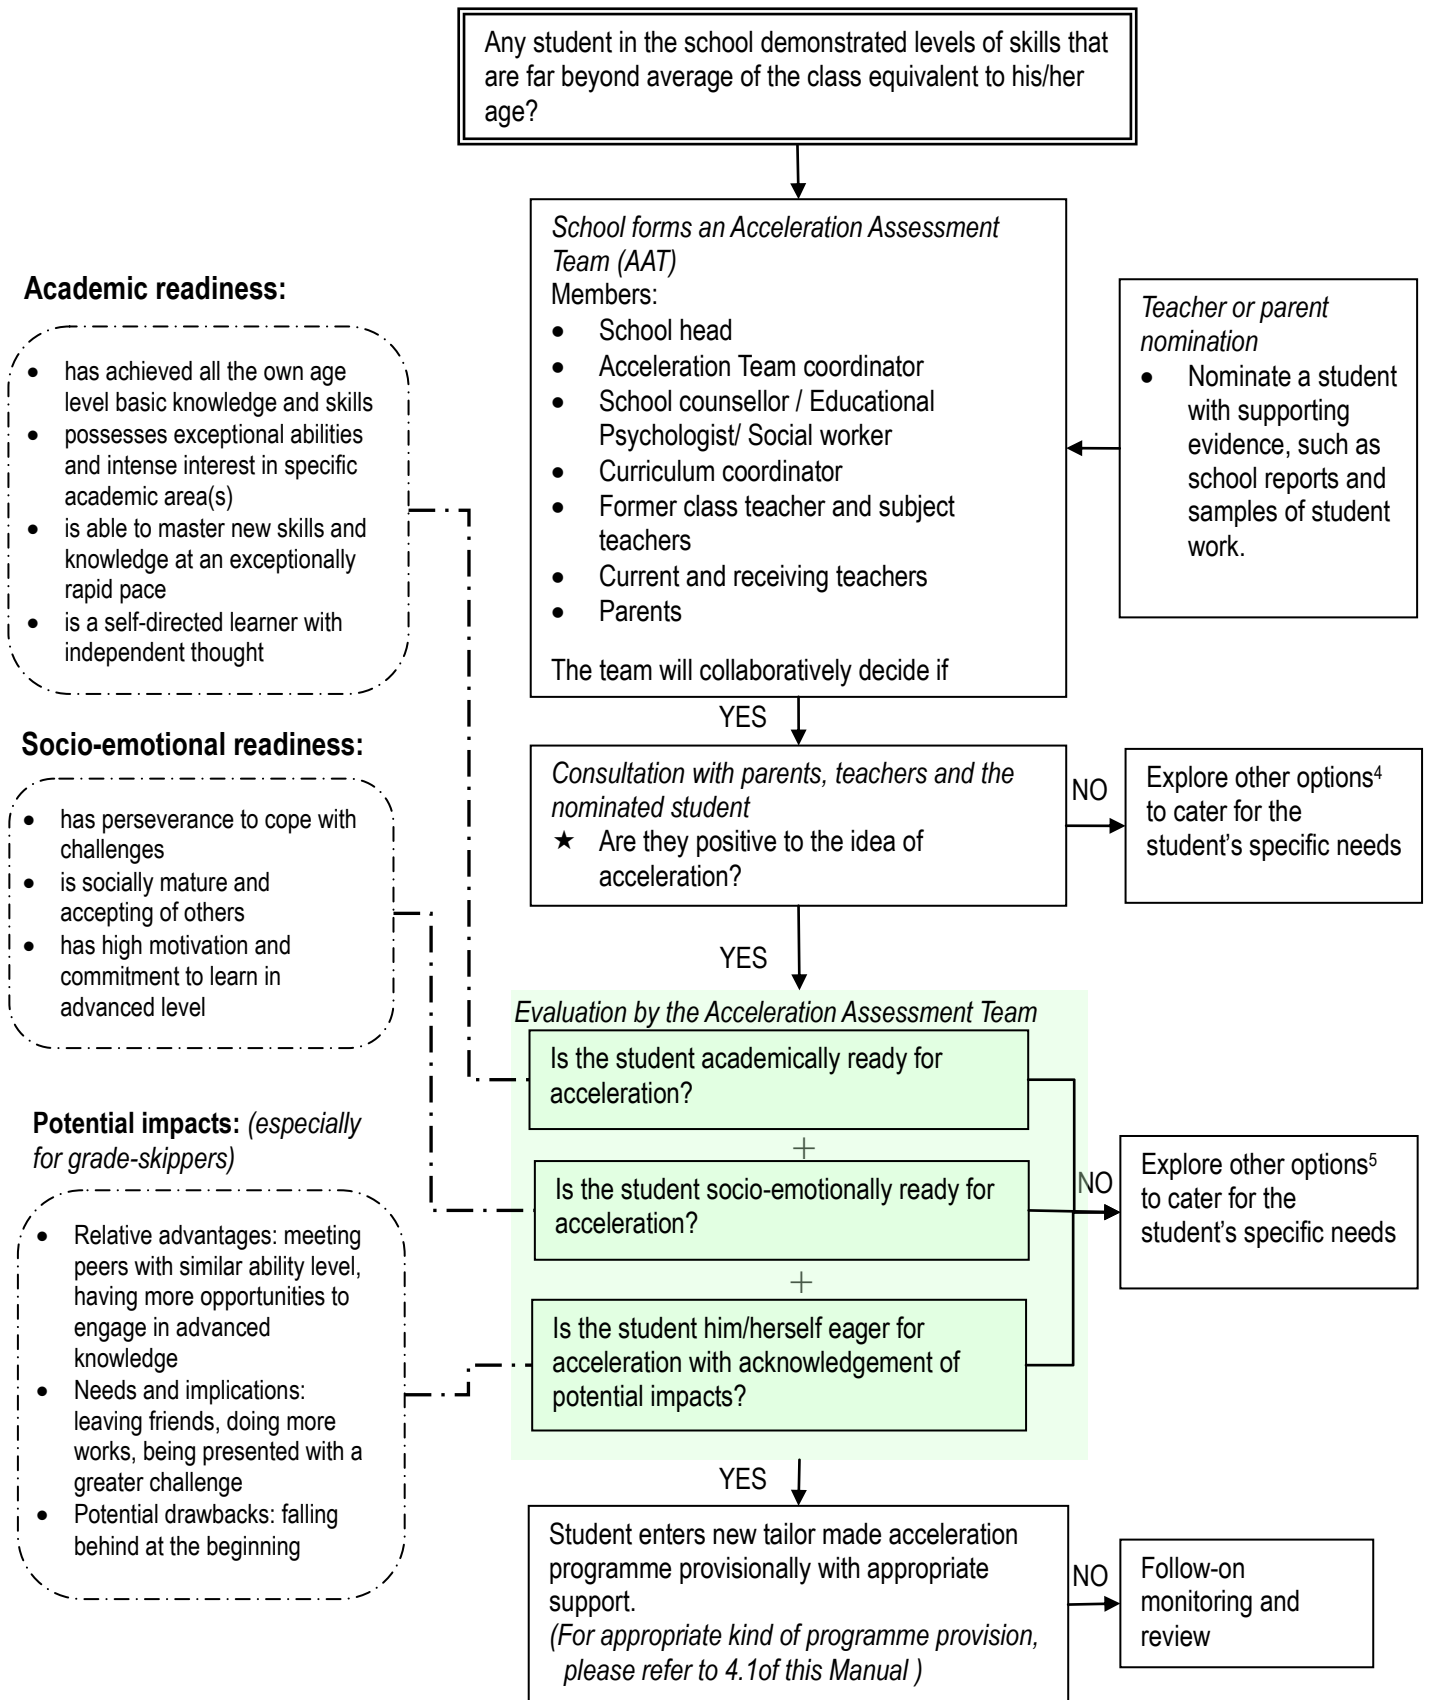 Any student in the school demonstrated levels of skills that
are far beyond average of the class equivalent to his/her
age?
School forms an Acceleration Assessment
Team (AAT)
Members:
• School head
• Acceleration Team coordinator
• School counsellor / Educational
Psychologist/ Social worker
• Curriculum coordinator
• Former class teacher and subject
teachers
• Current and receiving teachers
• Parents
The team will collaboratively decide if
Teacher or parent
nomination
• Nominate a student
with supporting
evidence, such as
school reports and
samples of student
work.
Academic readiness:
• has achieved all the own age
level basic knowledge and skills
• possesses exceptional abilities
and intense interest in specific
academic area(s)
• is able to master new skills and
knowledge at an exceptionally
rapid pace
• is a self-directed learner with
independent thought
YES
Consultation with parents, teachers and the
nominated student
★ Are they positive to the idea of
acceleration?
NO
Explore other options⁴
to cater for the
student’s specific needs
Socio-emotional readiness:
• has perseverance to cope with
challenges
• is socially mature and
accepting of others
• has high motivation and
commitment to learn in
advanced level
YES
Evaluation by the Acceleration Assessment Team
Is the student academically ready for
acceleration?
+
Is the student socio-emotionally ready for
acceleration?
+
Is the student him/herself eager for
acceleration with acknowledgement of
potential impacts?
NO
Explore other options⁵
to cater for the
student’s specific needs
Potential impacts: (especially
for grade-skippers)
• Relative advantages: meeting
peers with similar ability level,
having more opportunities to
engage in advanced
knowledge
• Needs and implications:
leaving friends, doing more
works, being presented with a
greater challenge
• Potential drawbacks: falling
behind at the beginning
YES
Student enters new tailor made acceleration
programme provisionally with appropriate
support.
(For appropriate kind of programme provision,
please refer to 4.1of this Manual )
NO
Follow-on
monitoring and
review